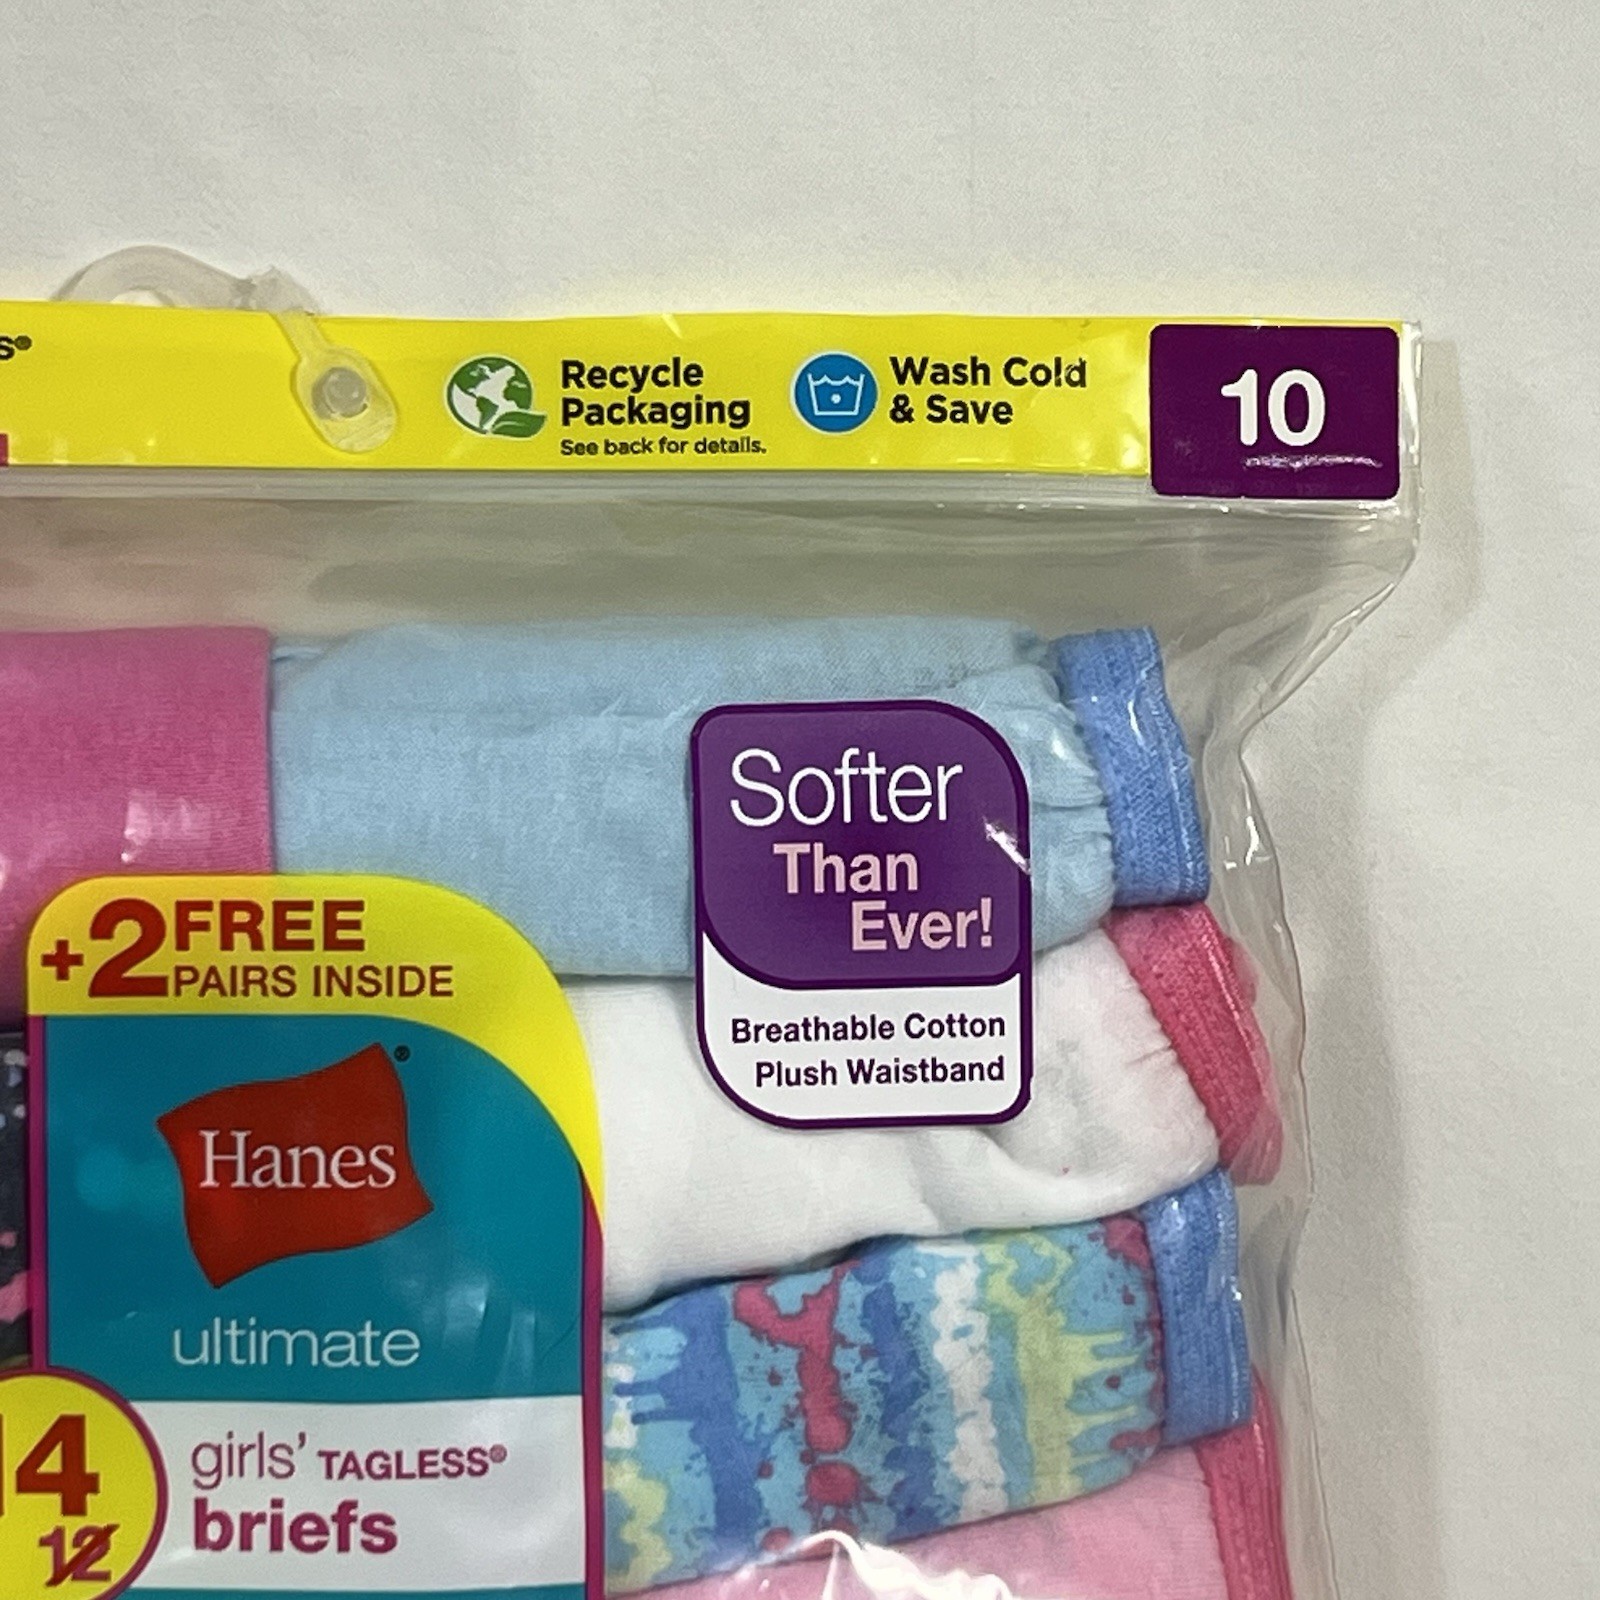 s®
Recycle
Packaging
See back for details.
Wash Cold
& Save
10
Softer
Than
Ever!
Breathable Cotton
Plush Waistband
+2 FREE
PAIRS INSIDE
Hanes®
ultimate
girls' TAGLESS®
briefs
14
12